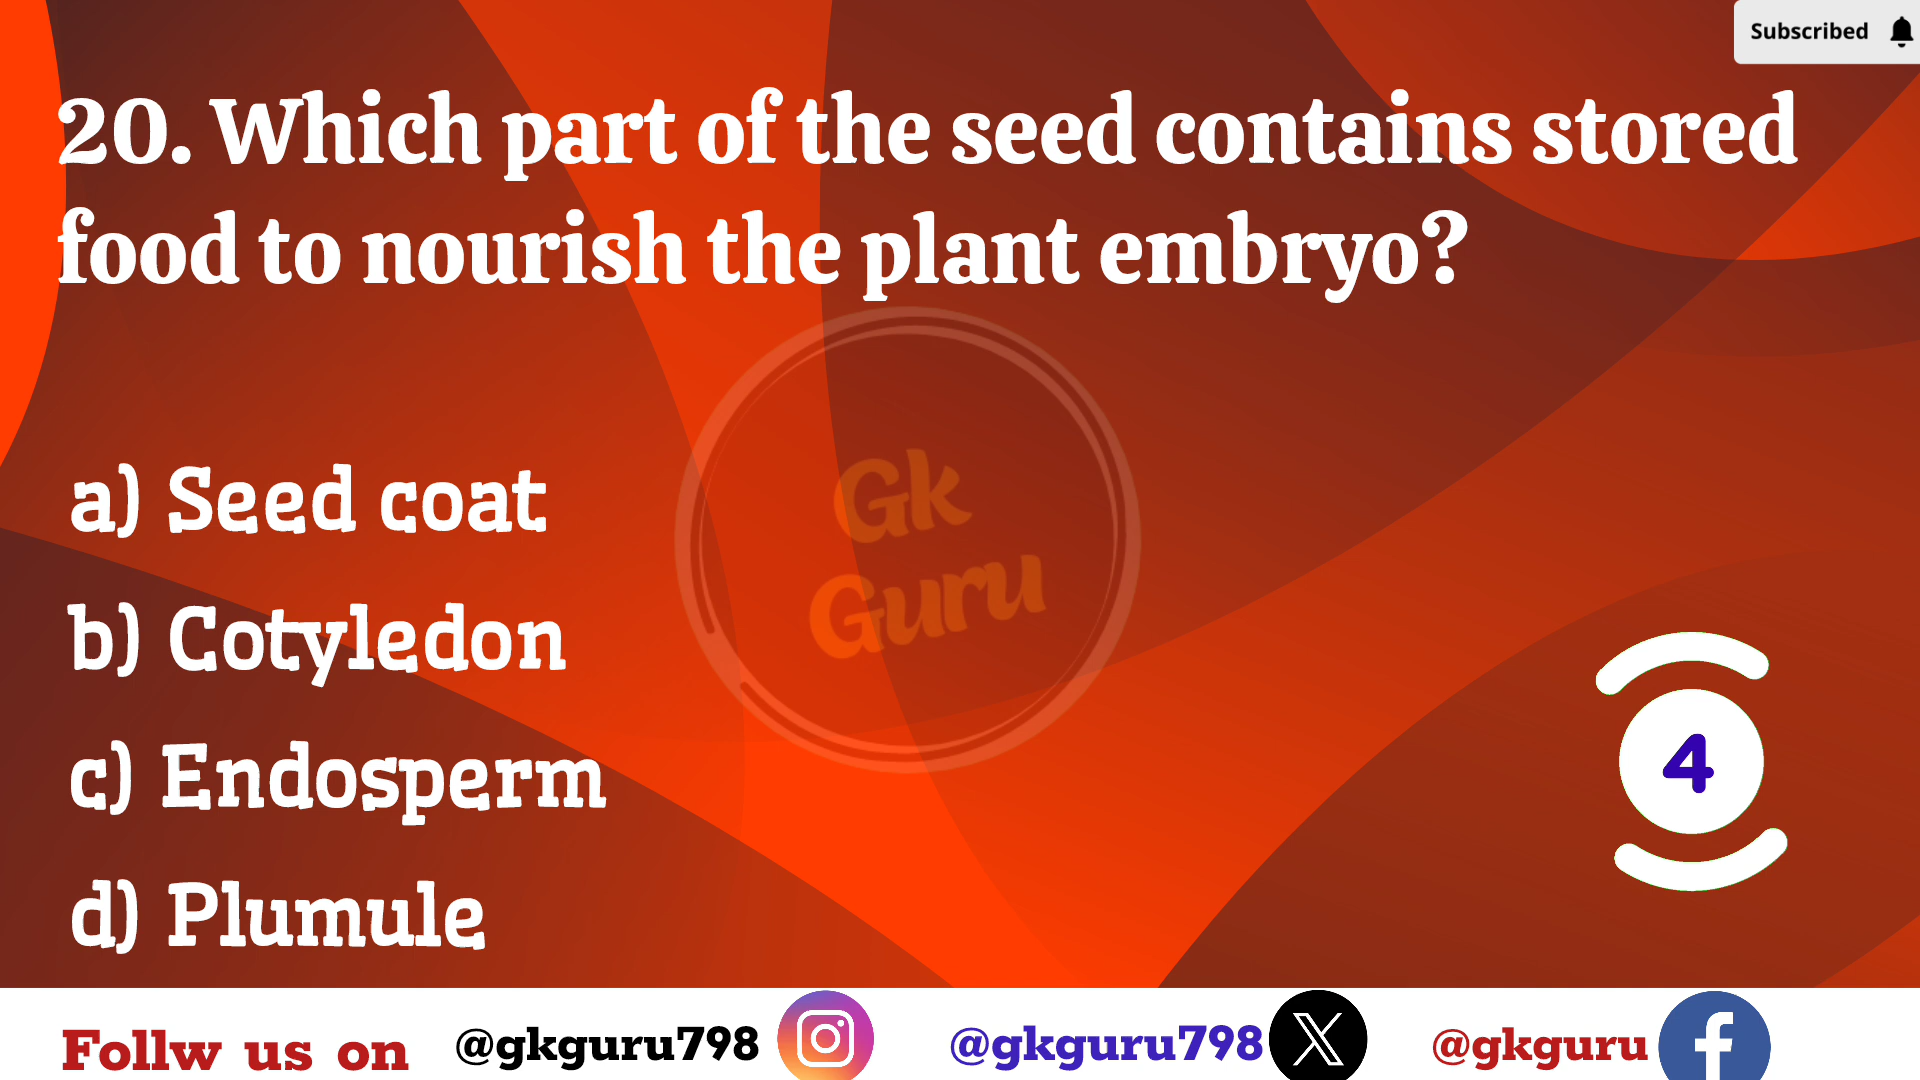 Subscribed
20. Which part of the seed contains stored
food to nourish the plant embryo?
Gk
Guru
a) Seed coat
b) Cotyledon
c) Endosperm
d) Plumule
4
Follw us on @gkguru798 @gkguru798 @gkguru